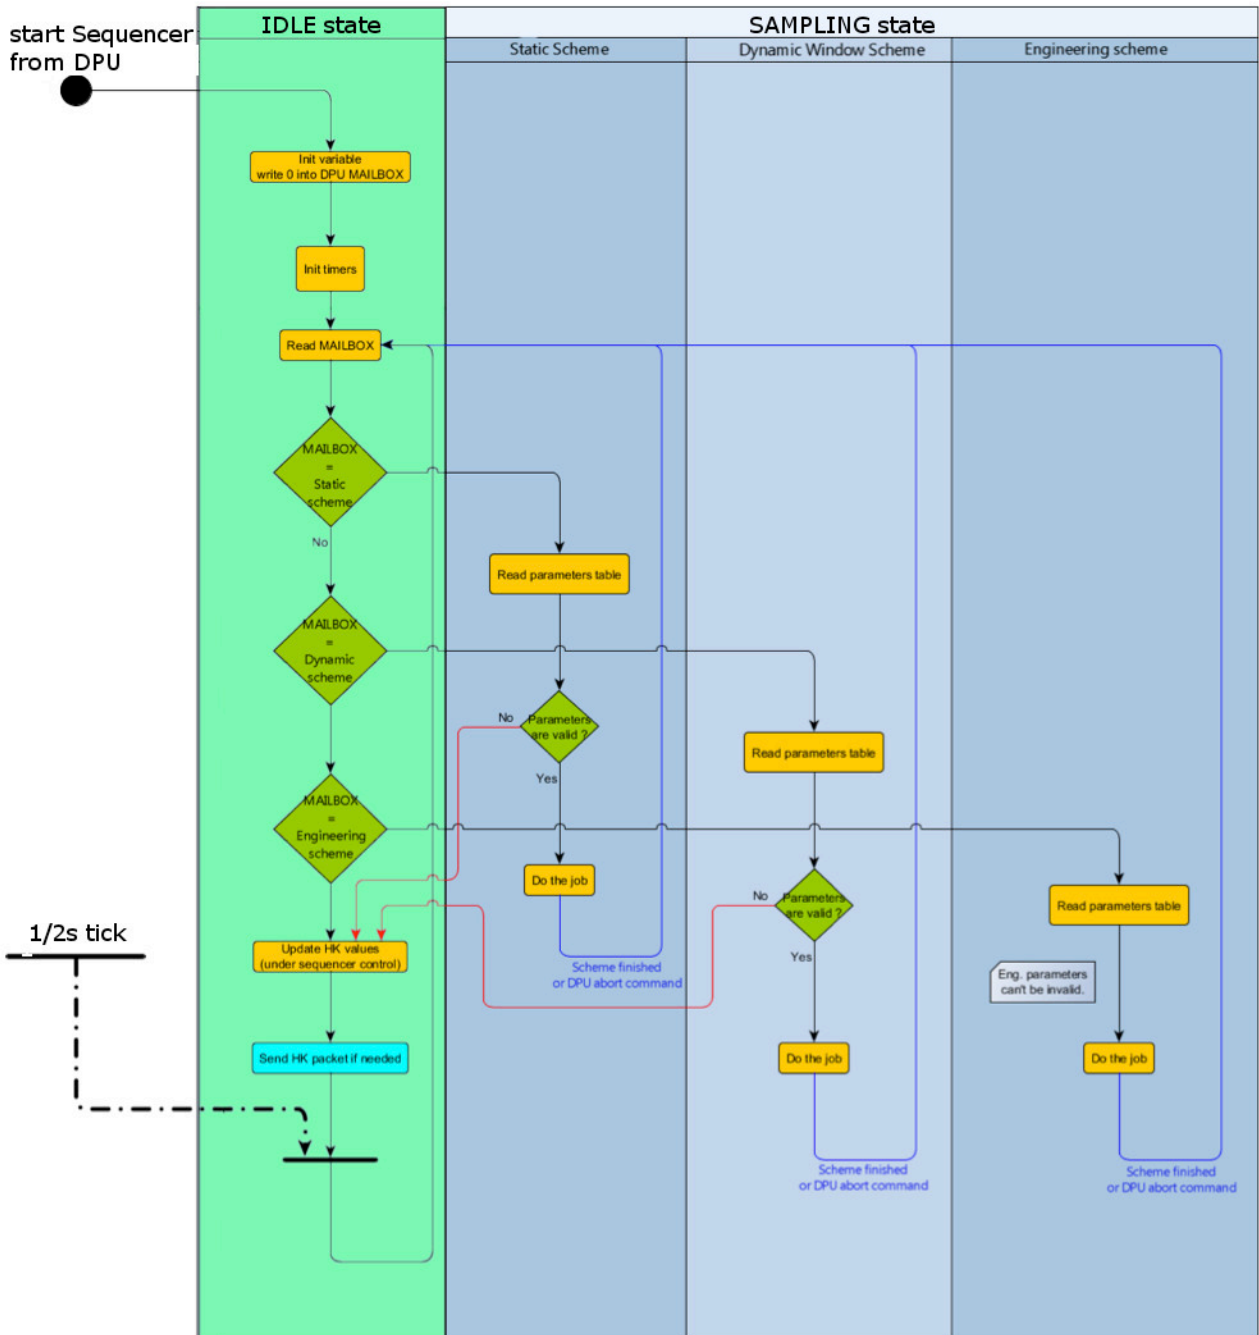 start Sequencer
from DPU
IDLE state
SAMPLING state
Static Scheme
Dynamic Window Scheme
Engineering scheme
Init variable
write 0 into DPU MAILBOX
Init timers
Read MAILBOX
MAILBOX
=
Static
scheme
No
Read parameters table
MAILBOX
=
Dynamic
scheme
No
Parameters
are valid ?
Yes
Read parameters table
MAILBOX
=
Engineering
scheme
Do the job
No
Parameters
are valid ?
Yes
Read parameters table
1/2s tick
Update HK values
(under sequencer control)
Scheme finished
or DPU abort command
Eng. parameters
can't be invalid.
Send HK packet if needed
Do the job
Do the job
Scheme finished
or DPU abort command
Scheme finished
or DPU abort command